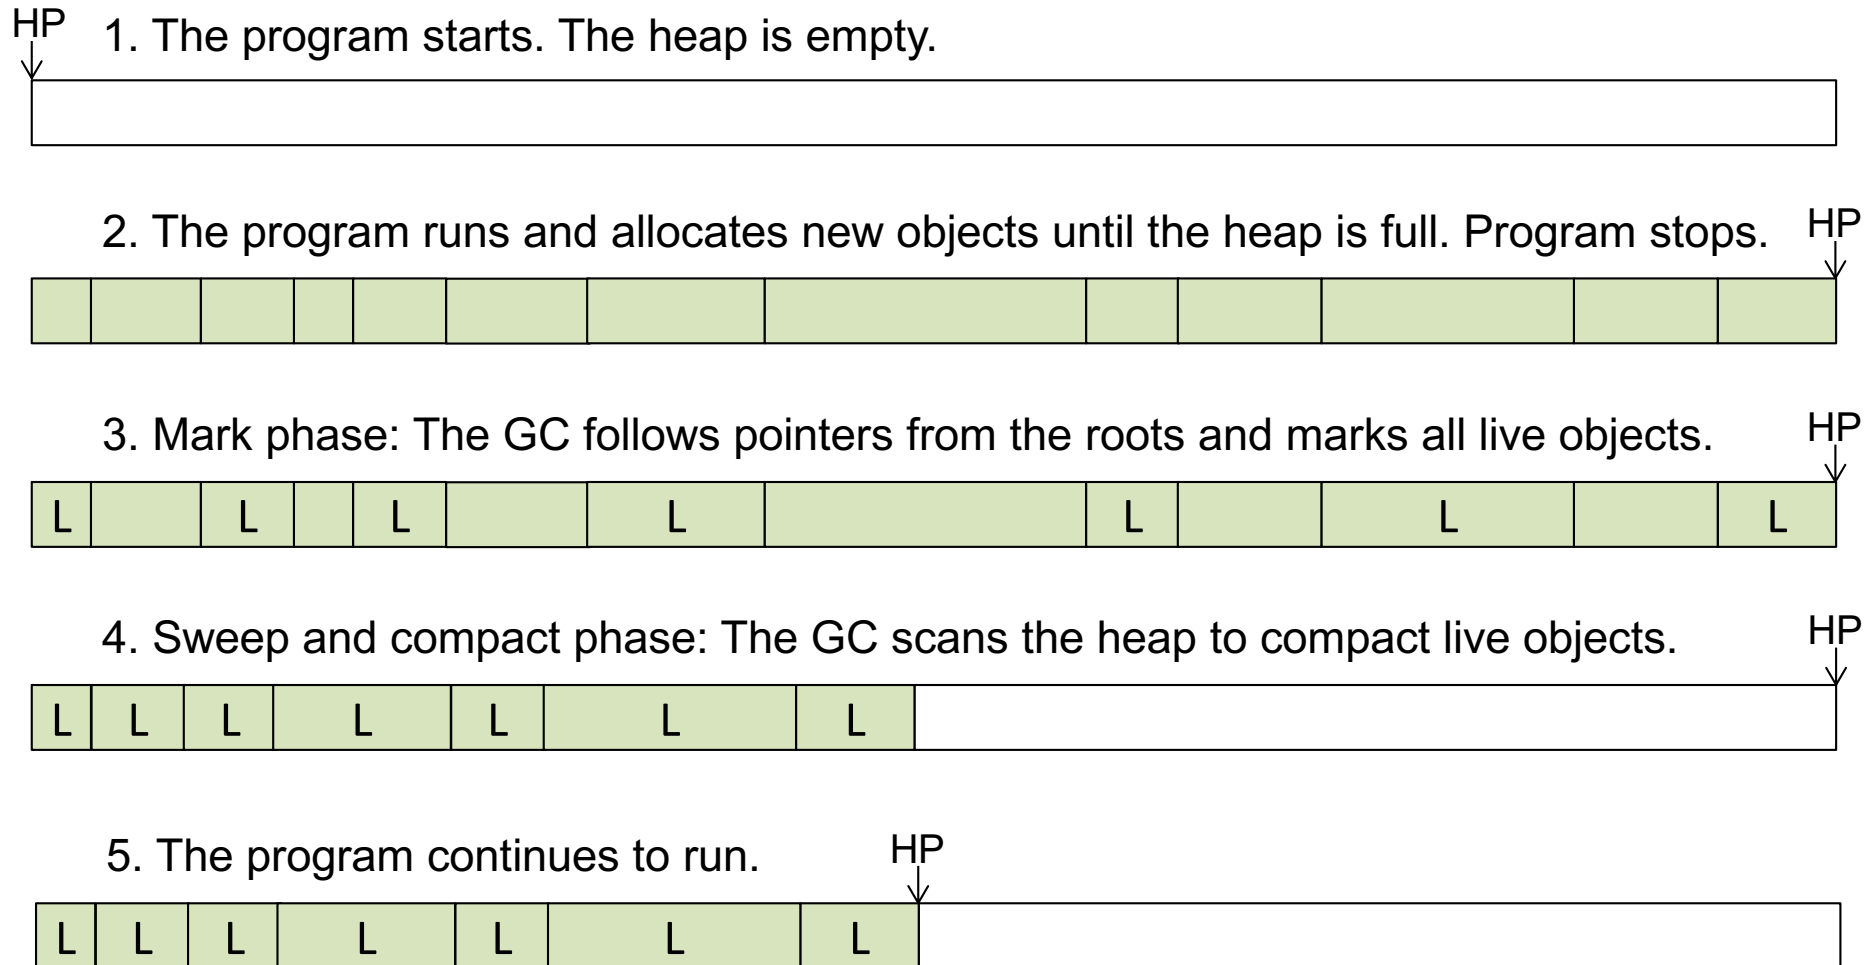 HP 1. The program starts. The heap is empty.
2. The program runs and allocates new objects until the heap is full. Program stops. HP
3. Mark phase: The GC follows pointers from the roots and marks all live objects. HP
L L L L L L L
4. Sweep and compact phase: The GC scans the heap to compact live objects. HP
L L L L L L L
5. The program continues to run. HP
L L L L L L L